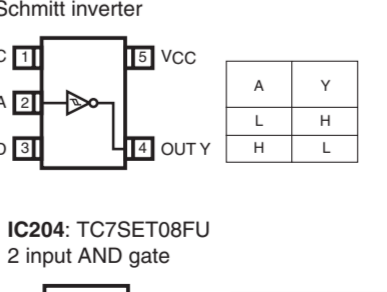 Schmitt inverter
C 1 5 VCC
A 2
D 3 4 OUT Y
A Y
L H
H L
IC204: TC7SET08FU
2 input AND gate